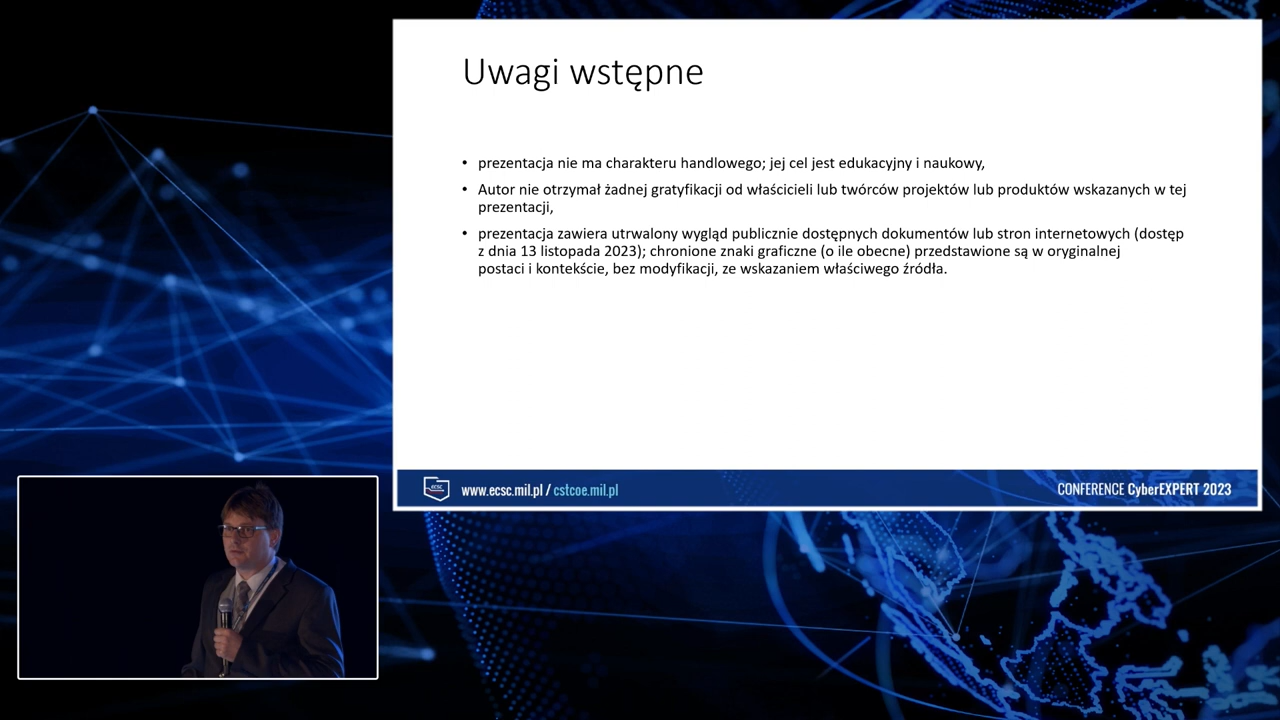 Uwagi wstępne
• prezentacja nie ma charakteru handlowego; jej cel jest edukacyjny i naukowy,
• Autor nie otrzymał żadnej gratyfikacji od właścicieli lub twórców projektów lub produktów wskazanych w tej
prezentacji,
• prezentacja zawiera utrwalony wygląd publicznie dostępnych dokumentów lub stron internetowych (dostęp
z dnia 13 listopada 2023); chronione znaki graficzne (o ile obecne) przedstawione są w oryginalnej
postaci i kontekście, bez modyfikacji, ze wskazaniem właściwego źródła.
ecsc
www.ecsc.mil.pl / cstcoe.mil.pl
CONFERENCE CyberEXPERT 2023